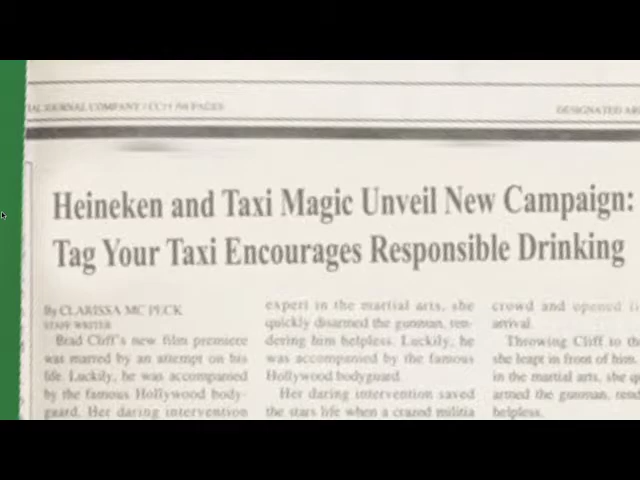 JOURNAL COMPANY / CC11 /94 PAGES
DESIGNATED
Heineken and Taxi Magic Unveil New Campaign:
Tag Your Taxi Encourages Responsible Drinking
By CLARISSA MC PECK
STAFF WRITER
Brad Cliff's new film premiere
was marred by an attempt on his
life. Luckily, he was accompanied
by the famous Hollywood body-
guard. Her daring intervention
expert in the martial arts, she
quickly disarmed the gunman, ren-
dering him helpless. Luckily, he
was accompanied by the famous
Hollywood bodyguard.
Her daring intervention saved
the stars life when a crazed militia
crowd and opened
arrival.
Throwing Cliff to the
she leapt in front of him.
in the martial arts, she
armed the gunman,
helpless.